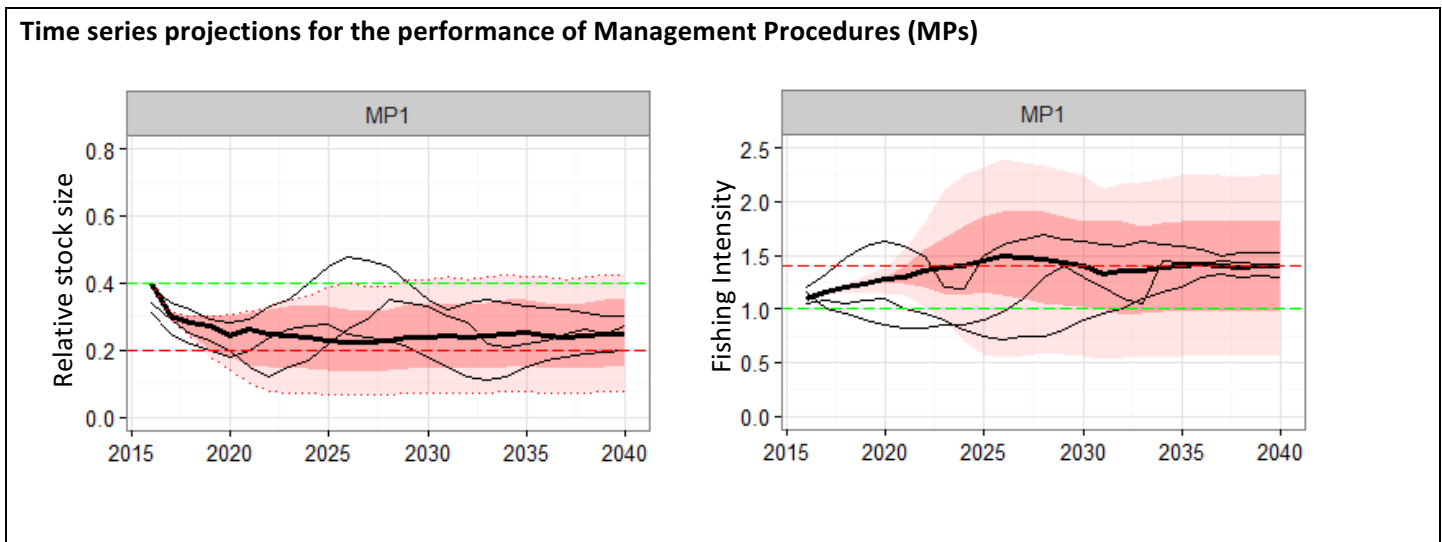 Time series projections for the performance of Management Procedures (MPs)
MP1
Relative stock size
0.8
0.6
0.4
0.2
0.0
2015 2020 2025 2030 2035 2040
MP1
Fishing Intensity
2.5
2.0
1.5
1.0
0.5
0.0
2015 2020 2025 2030 2035 2040